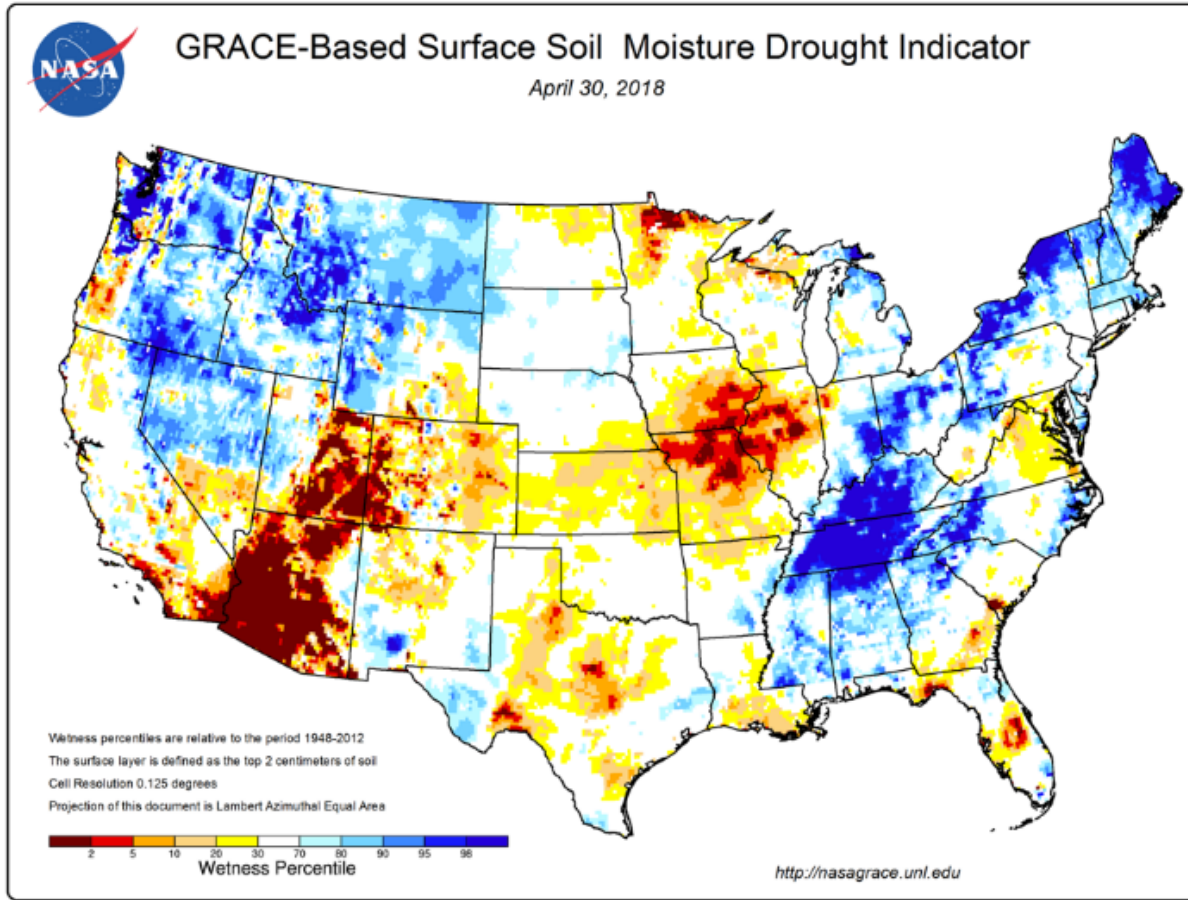 NASA
GRACE-Based Surface Soil Moisture Drought Indicator
April 30, 2018
Wetness percentiles are relative to the period 1948-2012
The surface layer is defined as the top 2 centimeters of soil
Cell Resolution 0.125 degrees
Projection of this document is Lambert Azimuthal Equal Area
2 5 10 20 30 70 80 90 95 98
Wetness Percentile
http://nasagrace.unl.edu